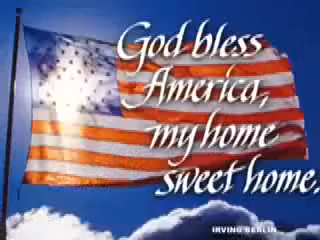 God bless
America,
my home
sweet home.
IRVING BERLIN